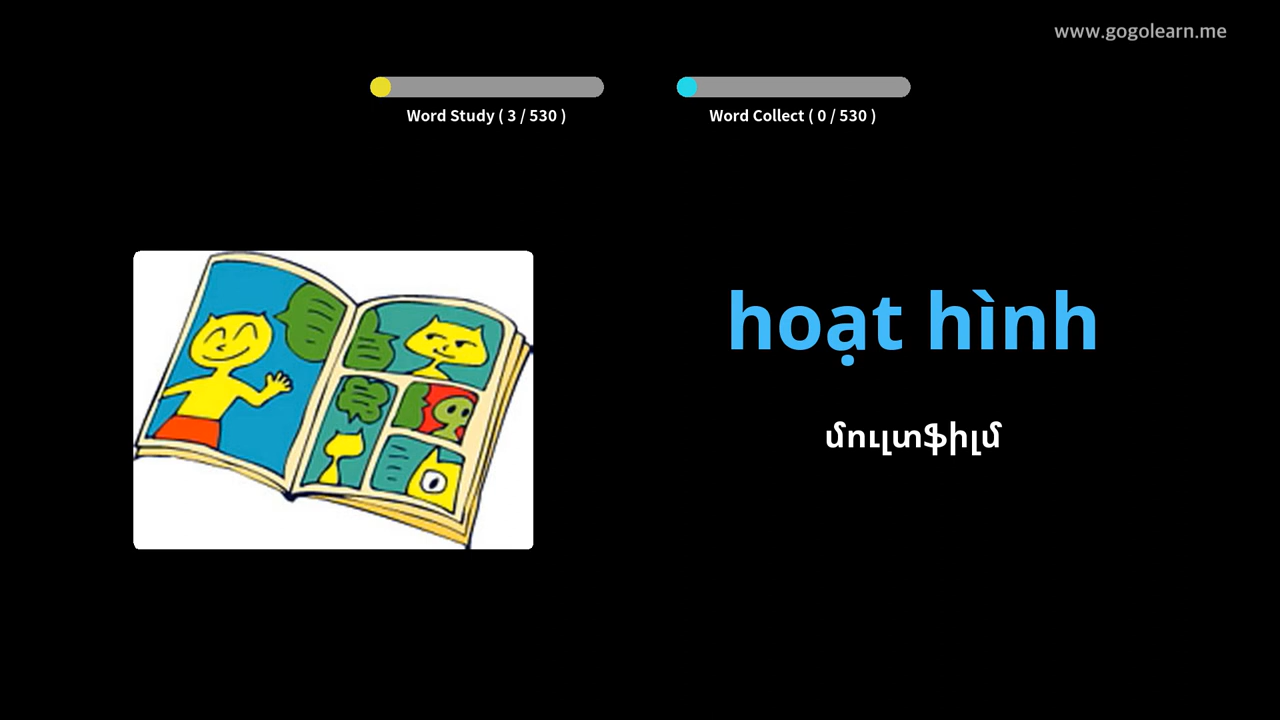 www.gogolearn.me
Word Study ( 3 / 530 )
Word Collect ( 0 / 530 )
hoạt hình
մուլտֆիլմ